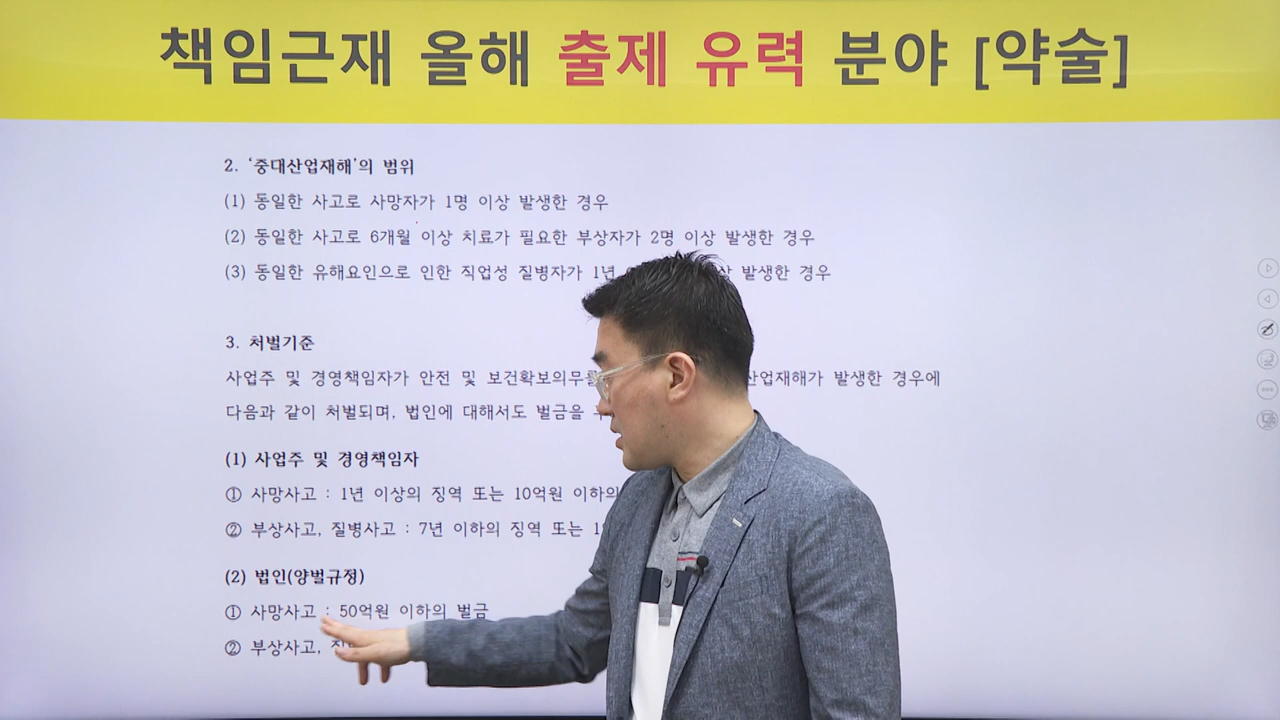 책임근재 올해 출제 유력 분야 [약술]
2. '중대산업재해'의 범위
(1) 동일한 사고로 사망자가 1명 이상 발생한 경우
(2) 동일한 사고로 6개월 이상 치료가 필요한 부상자가 2명 이상 발생한 경우
(3) 동일한 유해요인으로 인한 직업성 질병자가 1년 발생한 경우
3. 처벌기준
사업주 및 경영책임자가 안전 및 보건확보의무를 산업재해가 발생한 경우에
다음과 같이 처벌되며, 법인에 대해서도 벌금을
(1) 사업주 및 경영책임자
① 사망사고 : 1년 이상의 징역 또는 10억원 이하의
② 부상사고, 질병사고 : 7년 이하의 징역 또는
(2) 법인(양벌규정)
① 사망사고 : 50억원 이하의 벌금
② 부상사고,